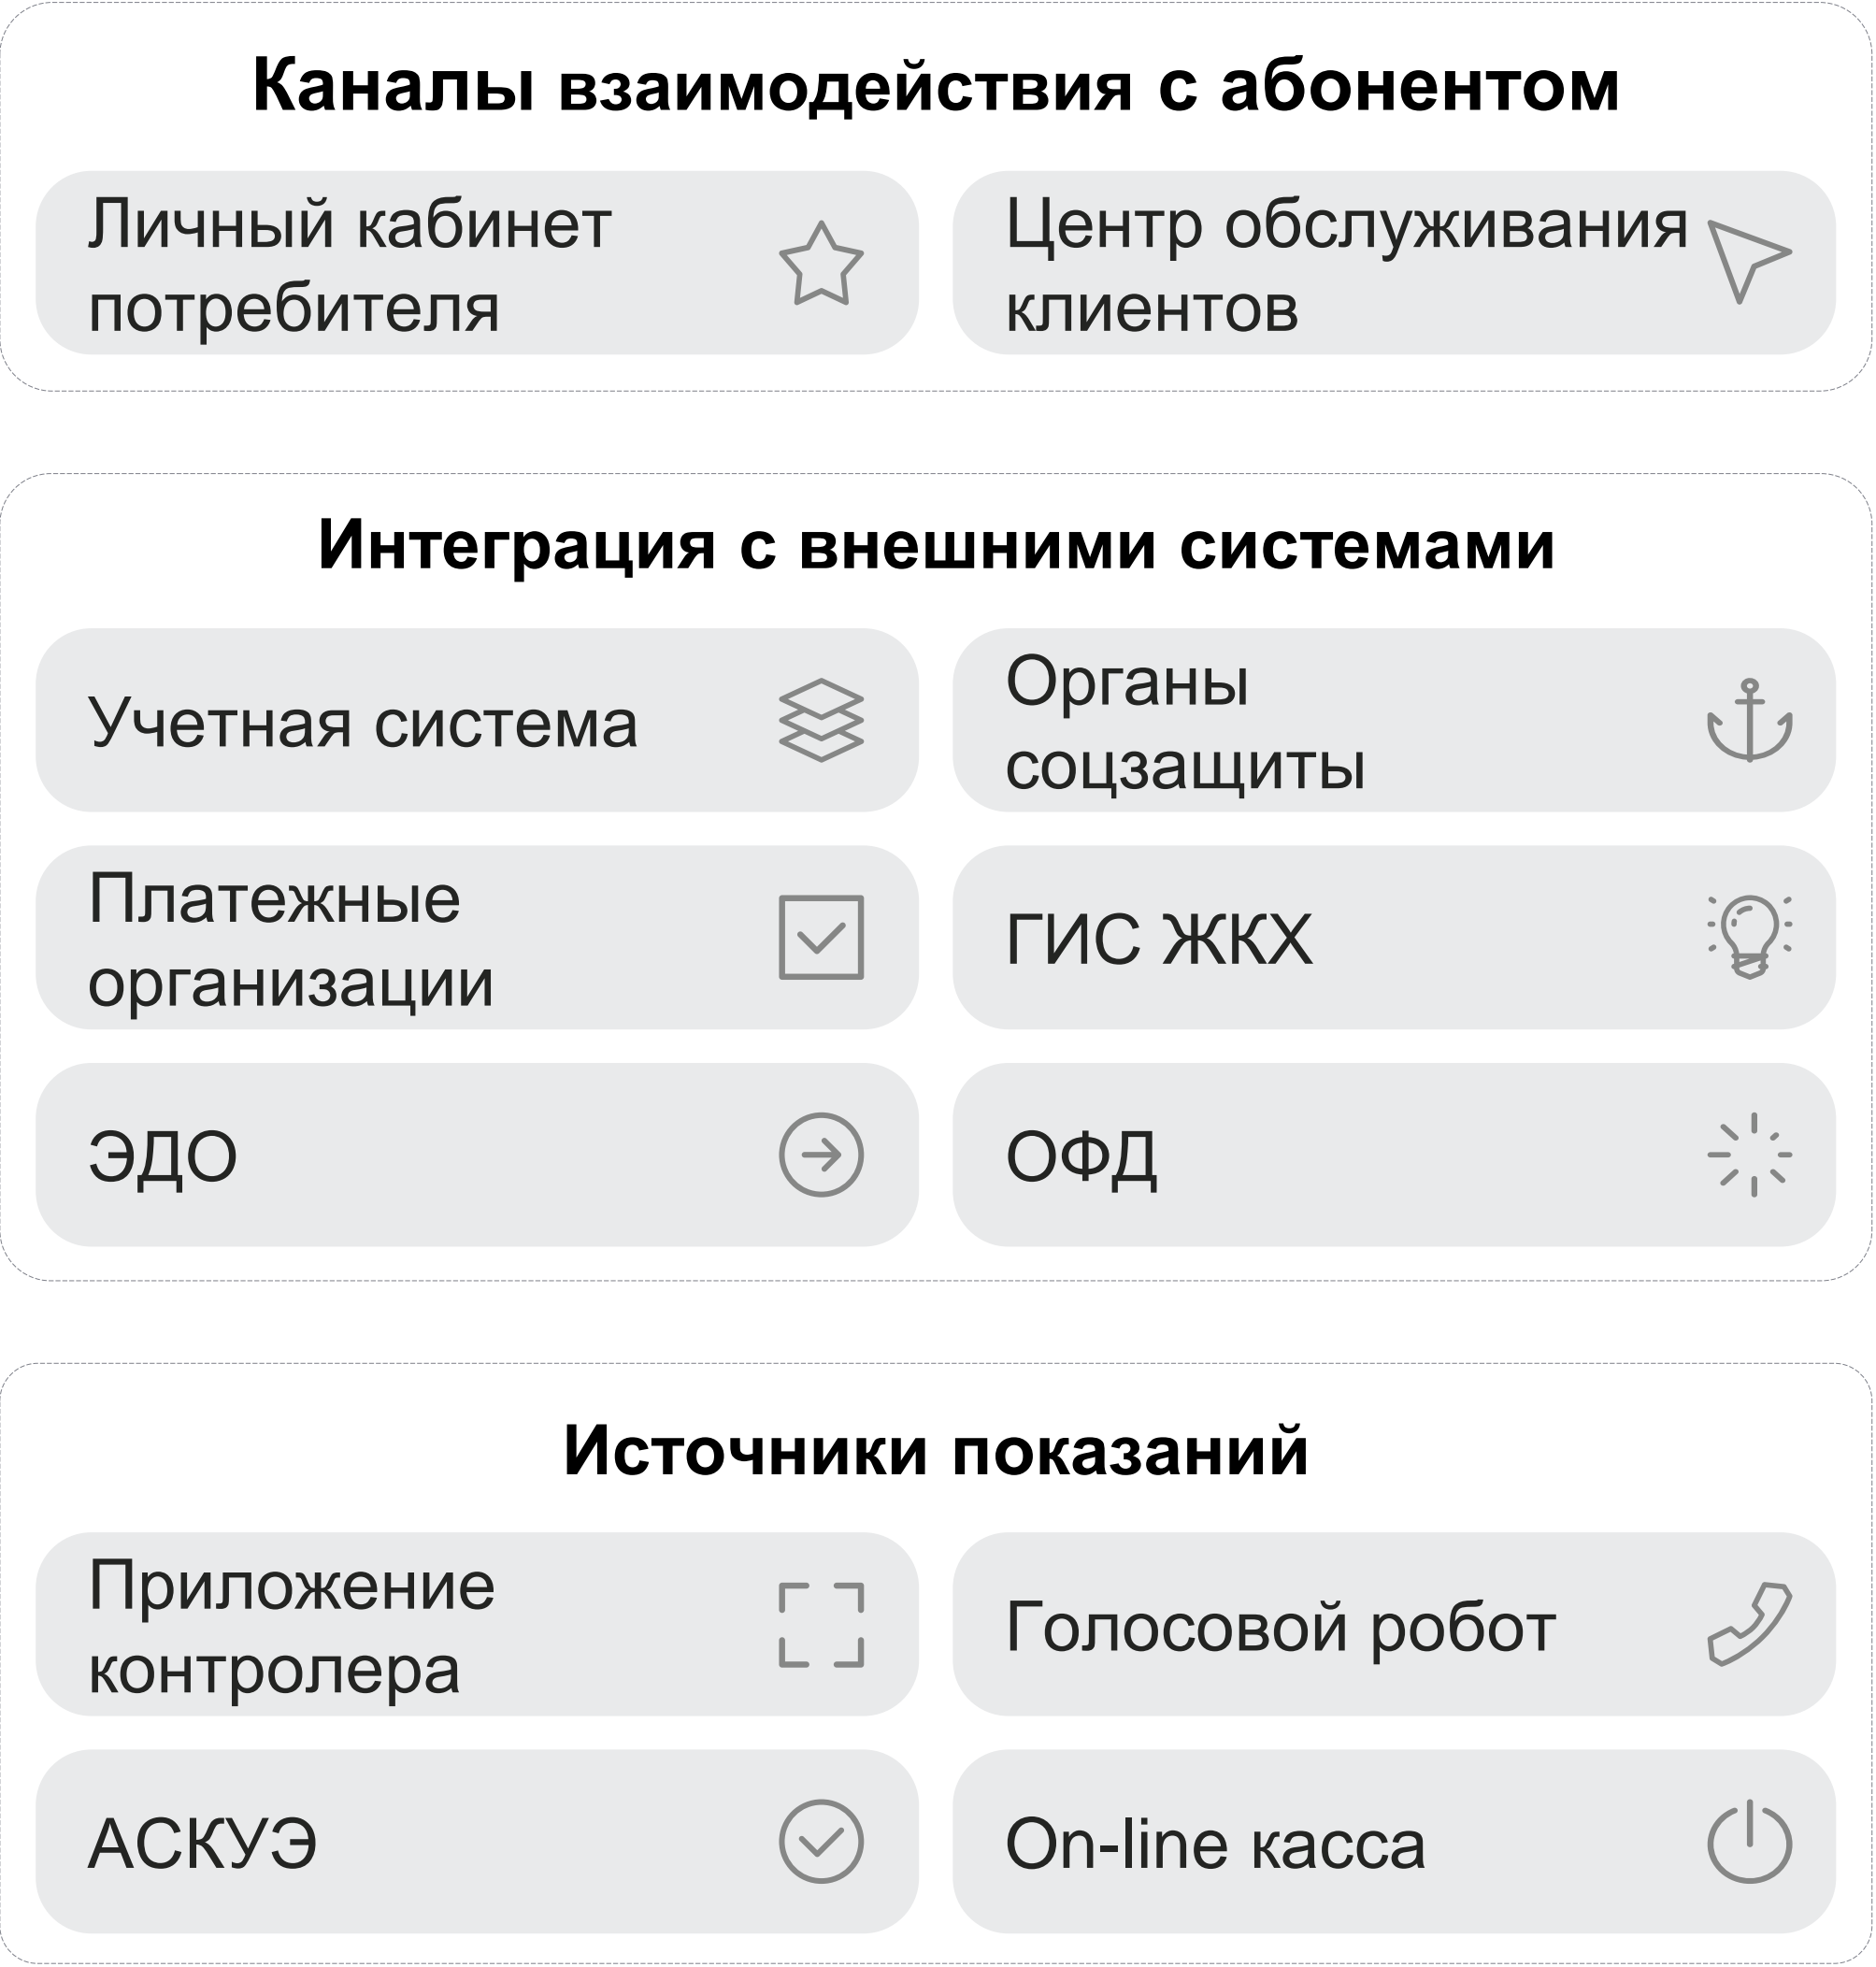 Каналы взаимодействия с абонентом
Личный кабинет
потребителя
Центр обслуживания
клиентов
Интеграция с внешними системами
Учетная система
Органы
соцзащиты
Платежные
организации
ГИС ЖКХ
ЭДО
ОФД
Источники показаний
Приложение
контролера
Голосовой робот
АСКУЭ
On-line касса